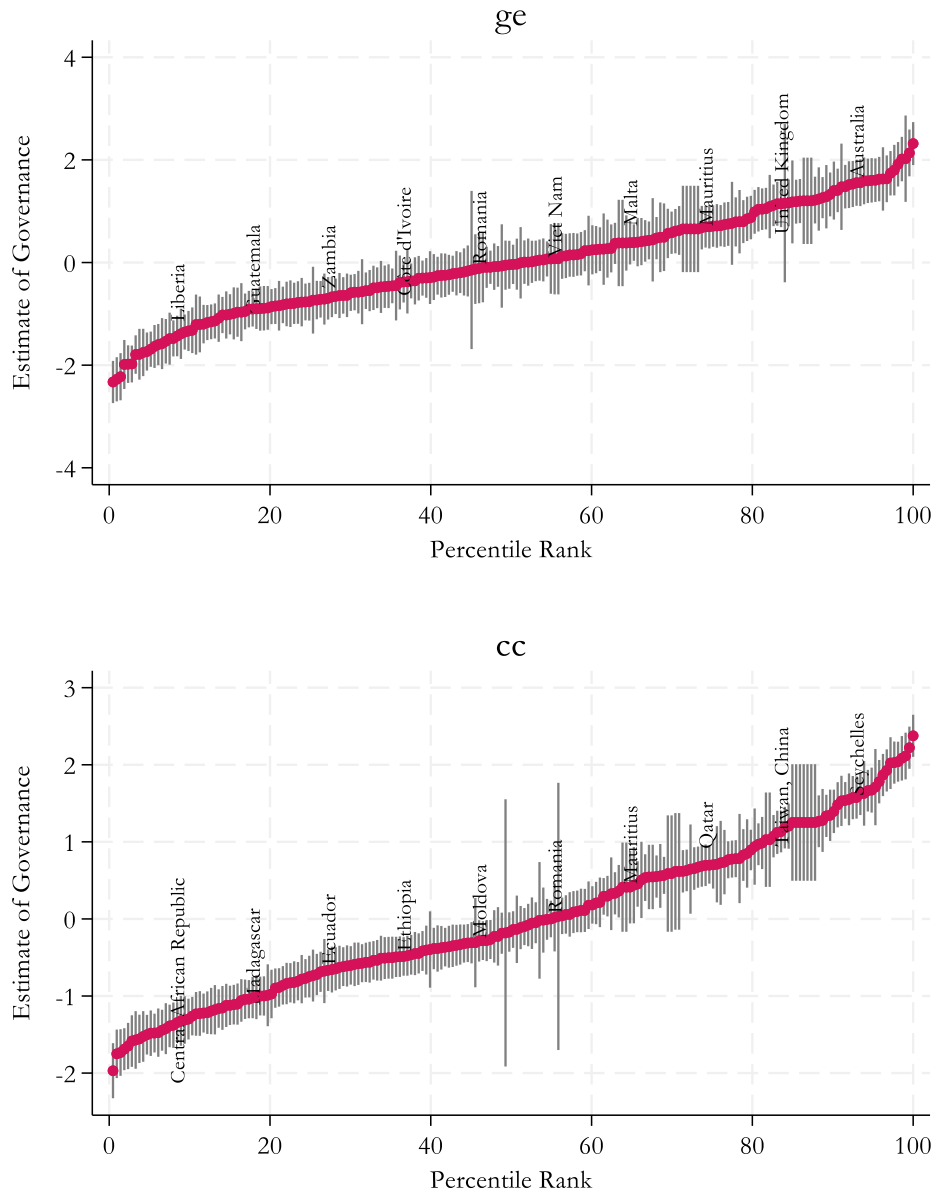 ge
Estimate of Governance
4
2
0
-2
-4
Liberia
Guatemala
Zambia
Côte d'Ivoire
Romania
Viet Nam
Malta
Mauritius
United Kingdom
Australia
0
20
40
60
80
100
Percentile Rank
cc
Estimate of Governance
3
2
1
0
-1
-2
Central African Republic
Madagascar
Ecuador
Ethiopia
Moldova
Romania
Mauritius
Qatar
Taiwan, China
Seychelles
0
20
40
60
80
100
Percentile Rank